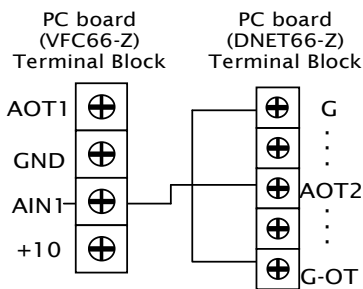 PC board
(VFC66-Z)
Terminal Block
AOT1
GND
AIN1
+10
PC board
(DNET66-Z)
Terminal Block
G
AOT2
G-OT